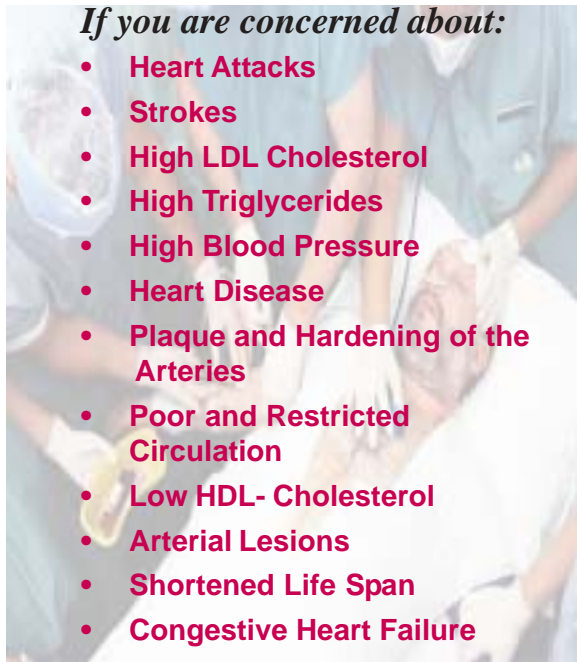 If you are concerned about:
• Heart Attacks
• Strokes
• High LDL Cholesterol
• High Triglycerides
• High Blood Pressure
• Heart Disease
• Plaque and Hardening of the
Arteries
• Poor and Restricted
Circulation
• Low HDL- Cholesterol
• Arterial Lesions
• Shortened Life Span
• Congestive Heart Failure